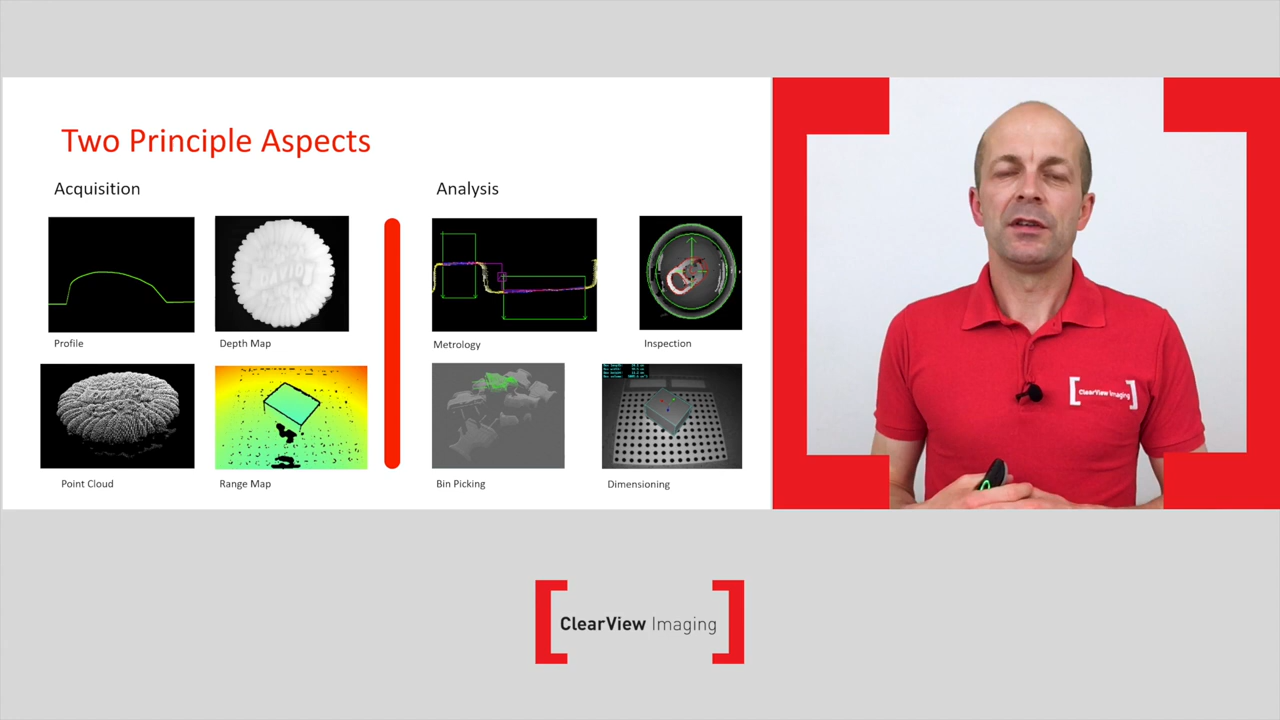 Two Principle Aspects
Acquisition
Analysis
Profile
Depth Map
Metrology
Inspection
Point Cloud
Range Map
Bin Picking
Dimensioning
ClearView Imaging
ClearView Imaging